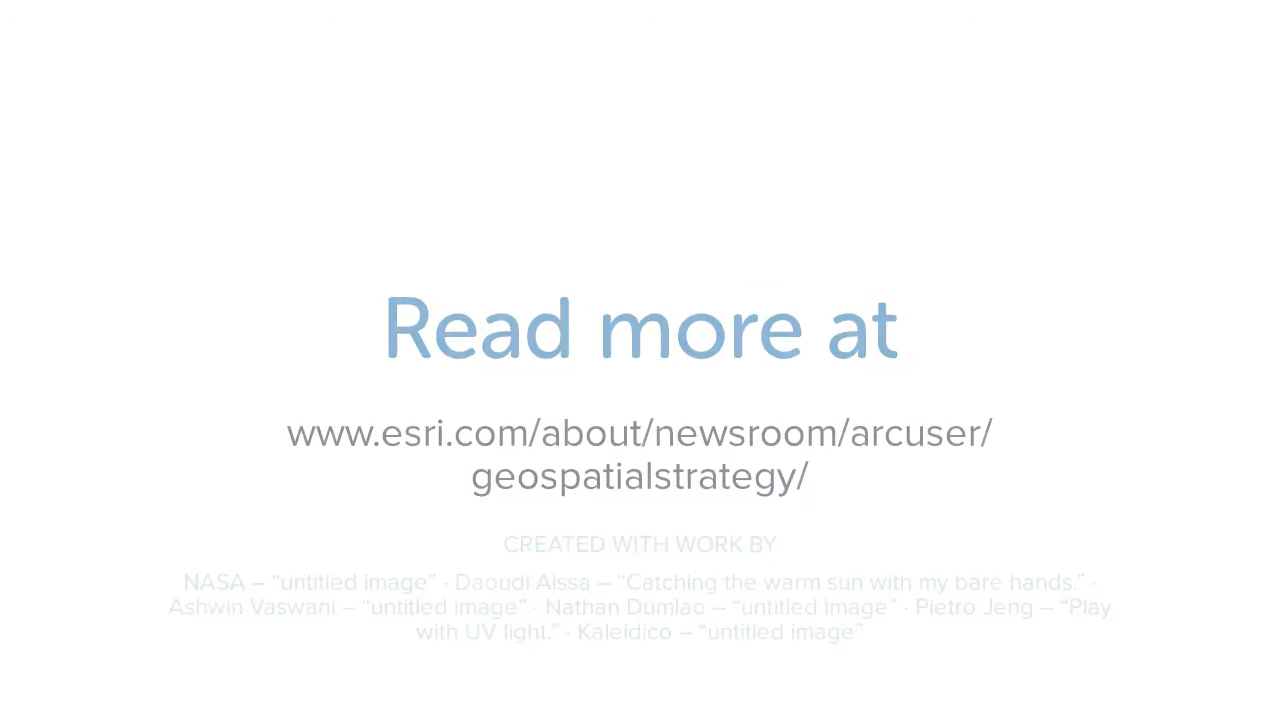 Read more at
www.esri.com/about/newsroom/arcuser/
geospatialstrategy/
CREATED WITH WORK BY
NASA – “untitled image” · Daoudi Aissa – “Catching the warm sun with my bare hands.” ·
Ashwin Vaswani – “untitled image” · Nathan Dumlao – “untitled image” · Pietro Jeng – “Play
with UV light.” · Kaleidico – “untitled image”